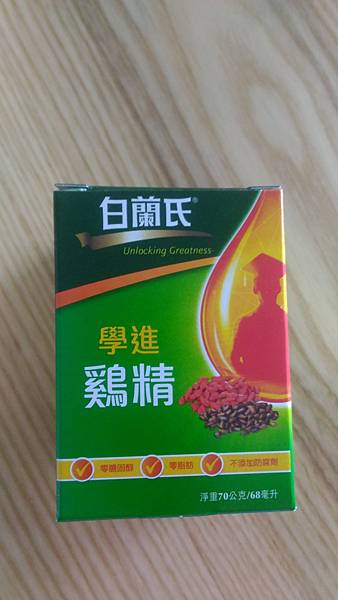 白蘭氏®
Unlocking Greatness
學進
鷄精
零膽固醇 零脂肪 不添加防腐劑
淨重70公克/68毫升